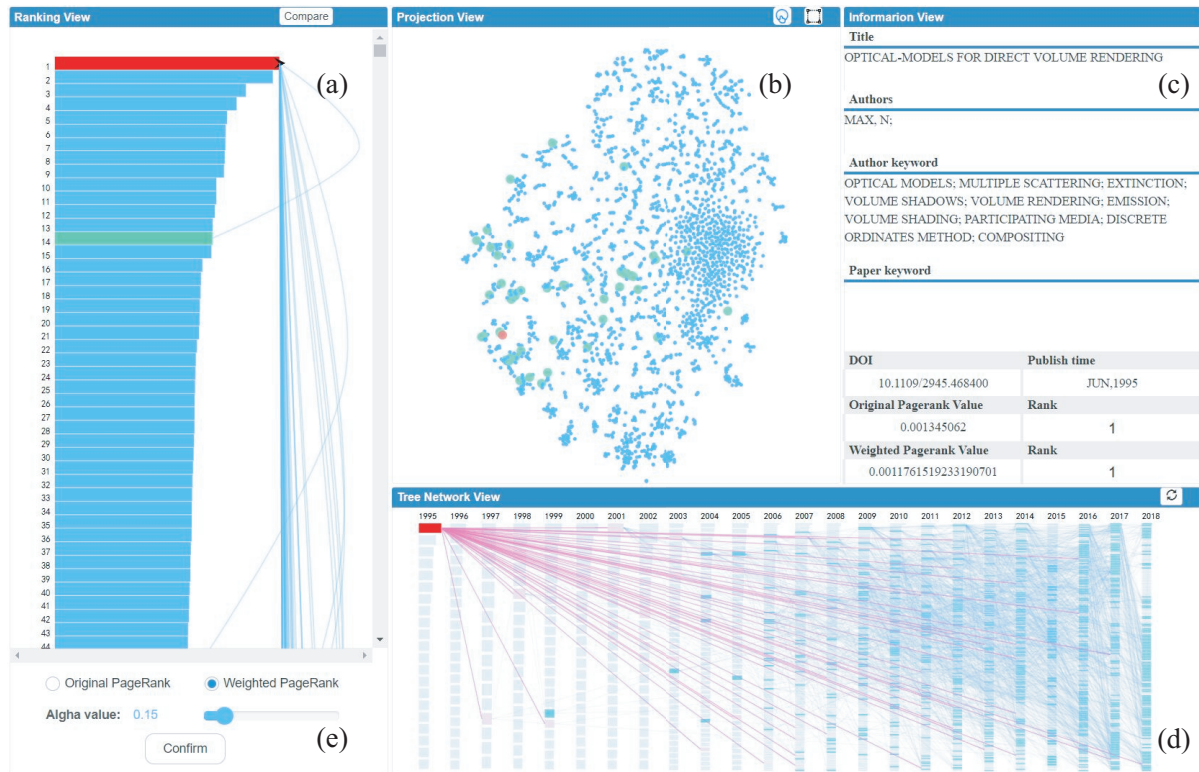 Ranking View
Compare
1
2
3
4
5
6
7
8
9
10
11
12
13
14
15
16
17
18
19
20
21
22
23
24
25
26
27
28
29
30
31
32
33
34
35
36
37
38
39
40
41
42
43
44
(a)
Original PageRank
Weighted PageRank
Algha value: 0.15
Confirm
(e)
Projection View
(b)
Informarion View
Title
OPTICAL-MODELS FOR DIRECT VOLUME RENDERING
(c)
Authors
MAX, N;
Author keyword
OPTICAL MODELS; MULTIPLE SCATTERING; EXTINCTION;
VOLUME SHADOWS; VOLUME RENDERING; EMISSION;
VOLUME SHADING; PARTICIPATING MEDIA; DISCRETE
ORDINATES METHOD; COMPOSITING
Paper keyword
DOI Publish time
10.1109/2945.468400 JUN,1995
Original Pagerank Value Rank
0.001345062 1
Weighted Pagerank Value Rank
0.0011761519233190701 1
Tree Network View
1995 1996 1997 1998 1999 2000 2001 2002 2003 2004 2005 2006 2007 2008 2009 2010 2011 2012 2013 2014 2015 2016 2017 2018
(d)